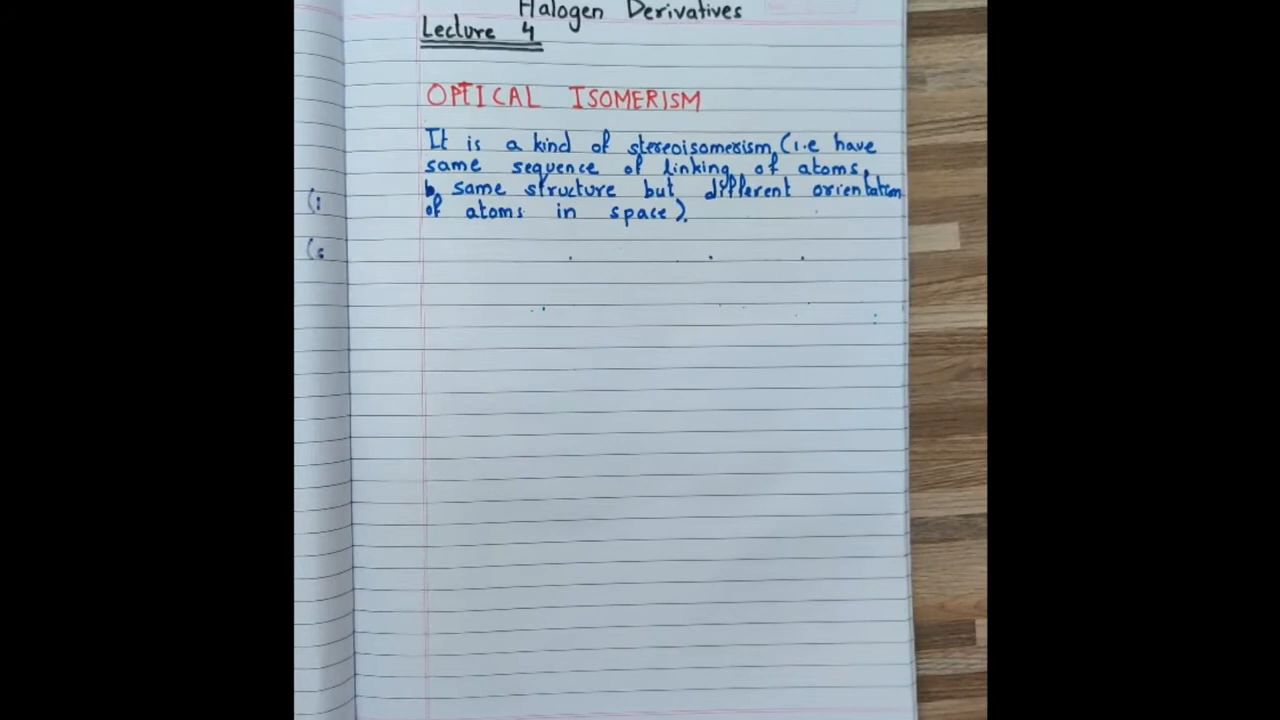 Halogen Derivatives
Lecture 4
OPTICAL ISOMERISM
It is a kind of stereoisomerism (i.e have
same sequence of linking of atoms,
same structure but different orientation
of atoms in space).
(i
(c